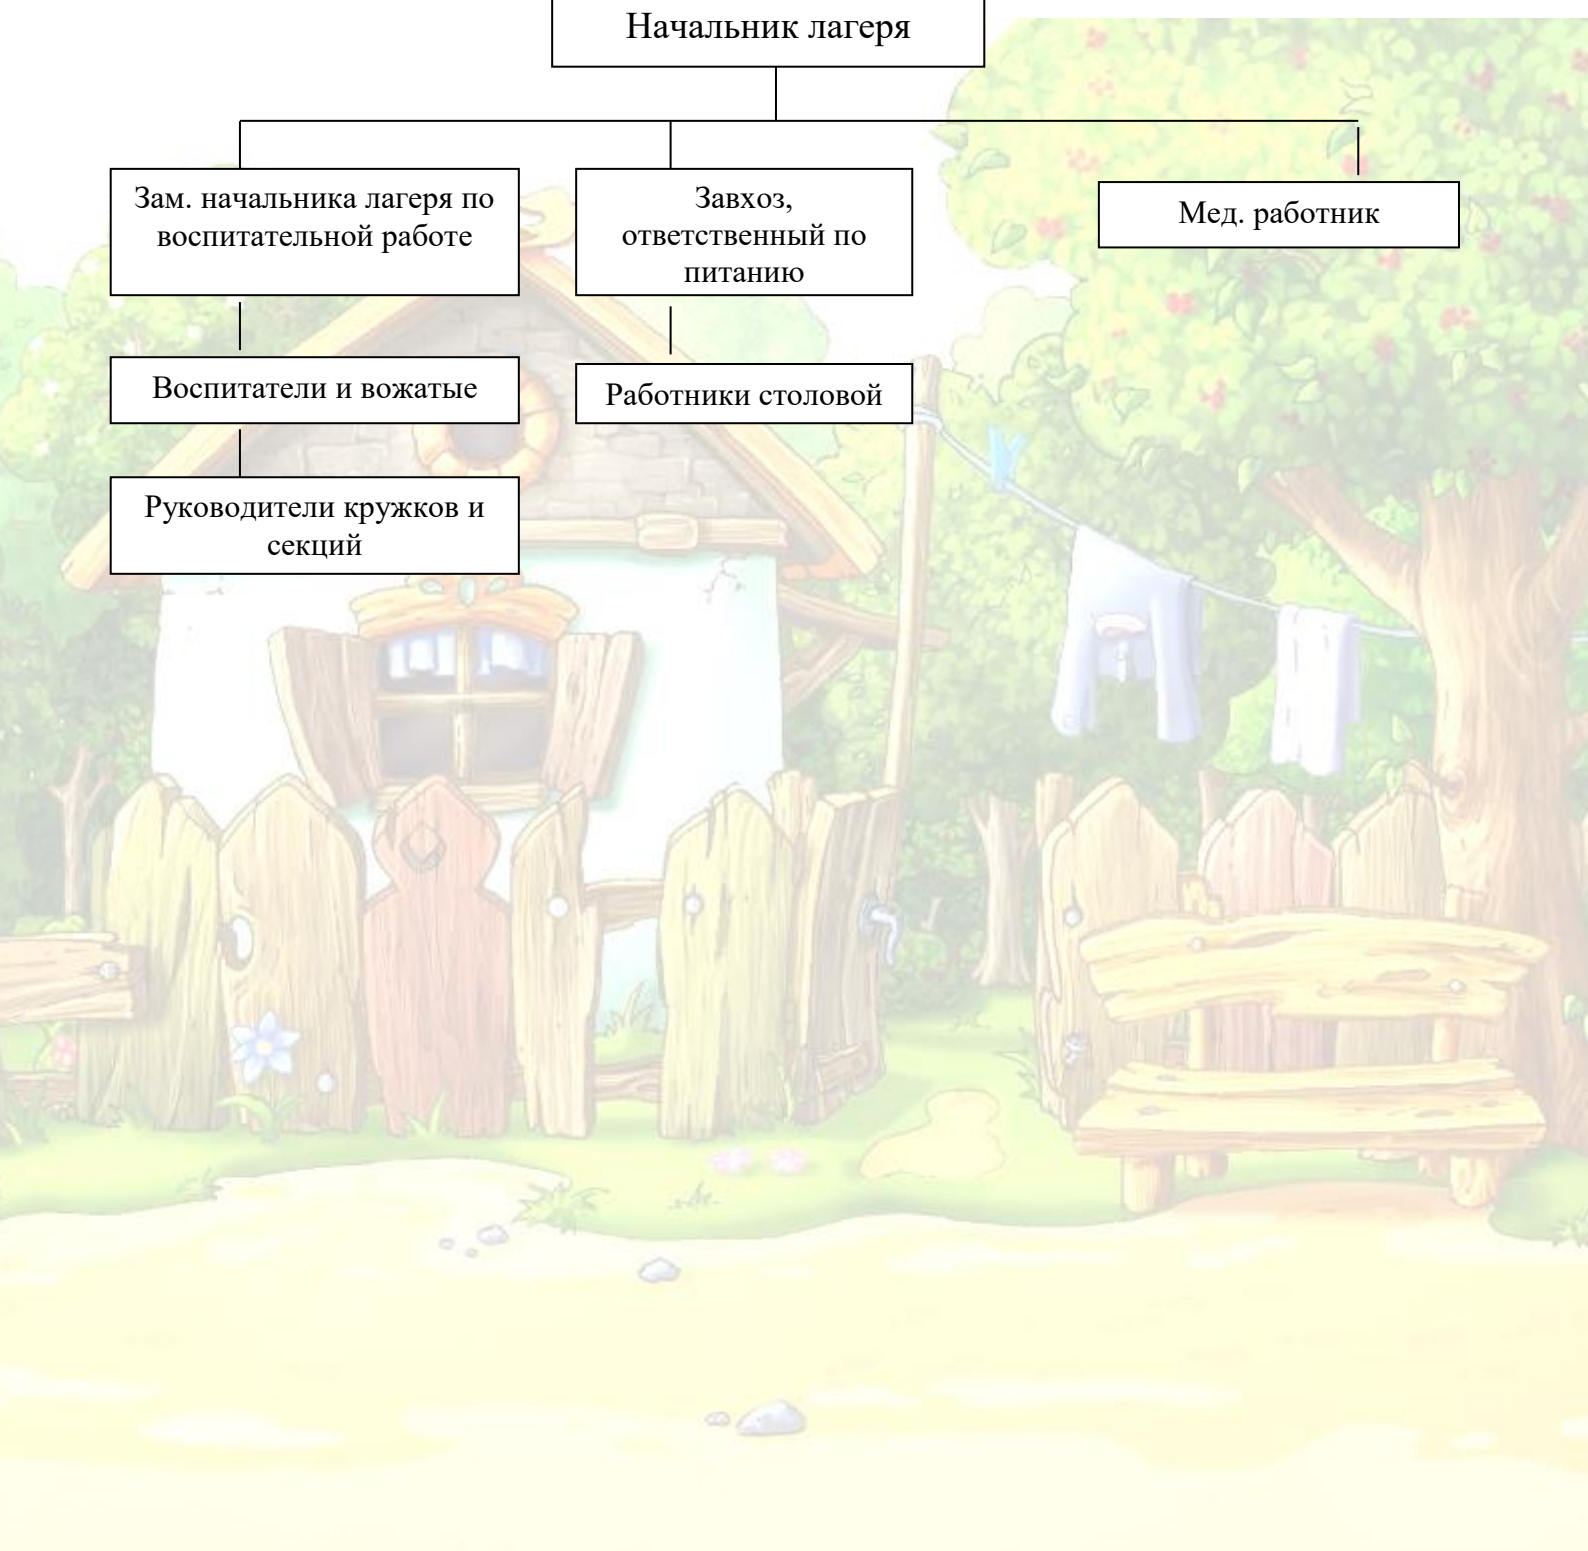 Начальник лагеря
Зам. начальника лагеря по
воспитательной работе
Завхоз,
ответственный по
питанию
Мед. работник
Воспитатели и вожатые
Работники столовой
Руководители кружков и
секций